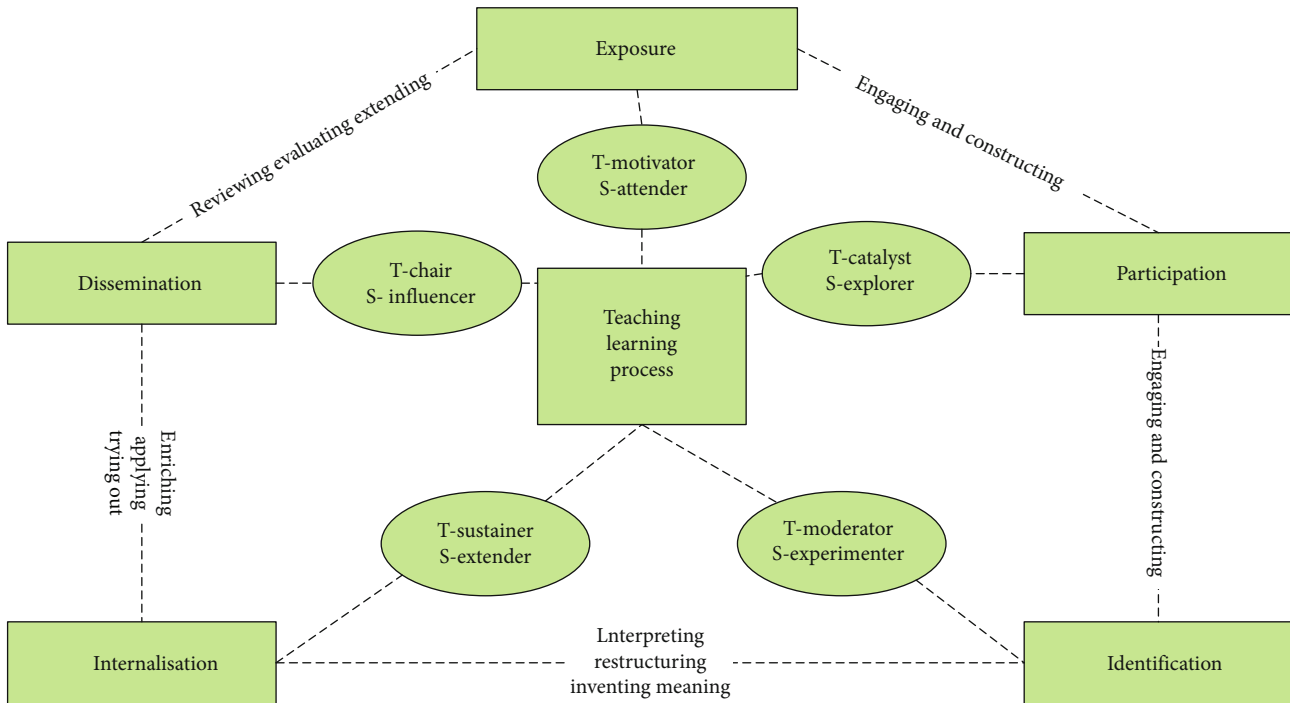 Exposure
Reviewing evaluating extending
Engaging and constructing
T-motivator
S-attender
Dissemination
T-chair
S- influencer
T-catalyst
S-explorer
Participation
Teaching
learning
process
Enriching
applying
trying out
Engaging and constructing
T-sustainer
S-extender
T-moderator
S-experimenter
Internalisation
Lnterpreting
restructuring
inventing meaning
Identification